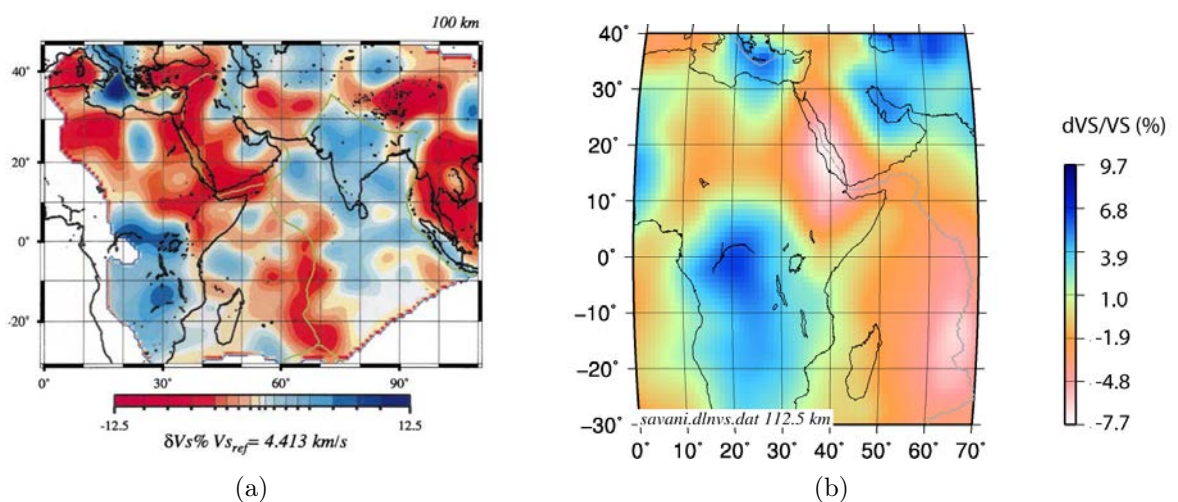 100 km
40°
20°
0°
-20°
0° 30° 60° 90°
-12.5 12.5
δVs% Vsref= 4.413 km/s
(a)
40°
30°
20°
10°
0°
−10°
−20°
−30°
savani.dlnvs.dat 112.5 km
0° 10° 20° 30° 40° 50° 60° 70°
(b)
dVS/VS (%)
9.7
6.8
3.9
1.0
-1.9
-4.8
-7.7